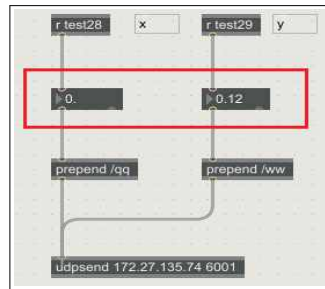 r test28 x r test29 y
0. 0.12
prepend /qq prepend /ww
udpsend 172.27.135.74 6001